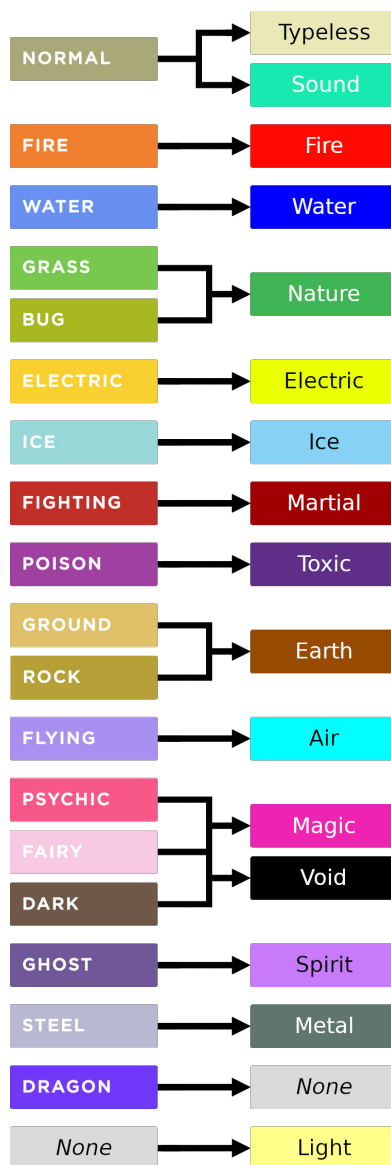 NORMAL
Typeless
Sound
FIRE
Fire
WATER
Water
GRASS
BUG
Nature
ELECTRIC
Electric
ICE
Ice
FIGHTING
Martial
POISON
Toxic
GROUND
ROCK
Earth
FLYING
Air
PSYCHIC
FAIRY
DARK
Magic
Void
GHOST
Spirit
STEEL
Metal
DRAGON
None
None
Light